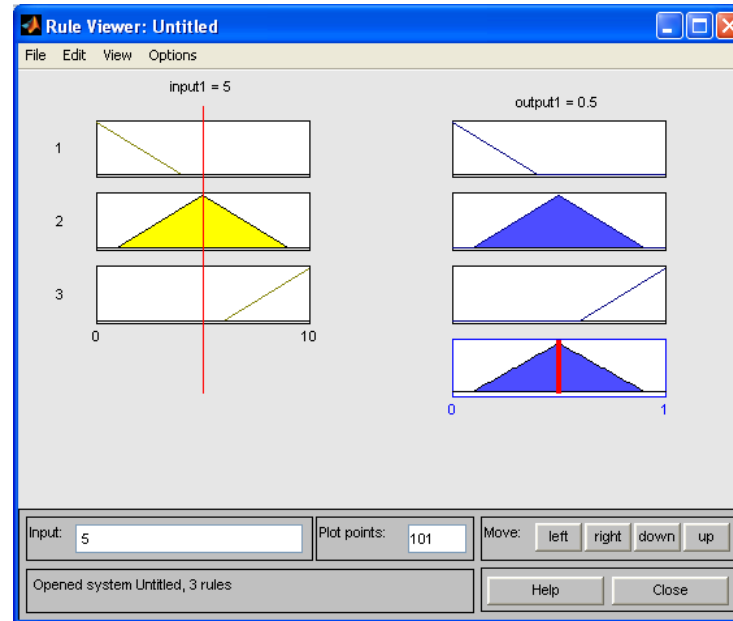 Rule Viewer: Untitled
File Edit View Options
input1 = 5
output1 = 0.5
1
2
3
0 10
0 1
Input: 5
Plot points: 101
Move: left right down up
Opened system Untitled, 3 rules
Help Close